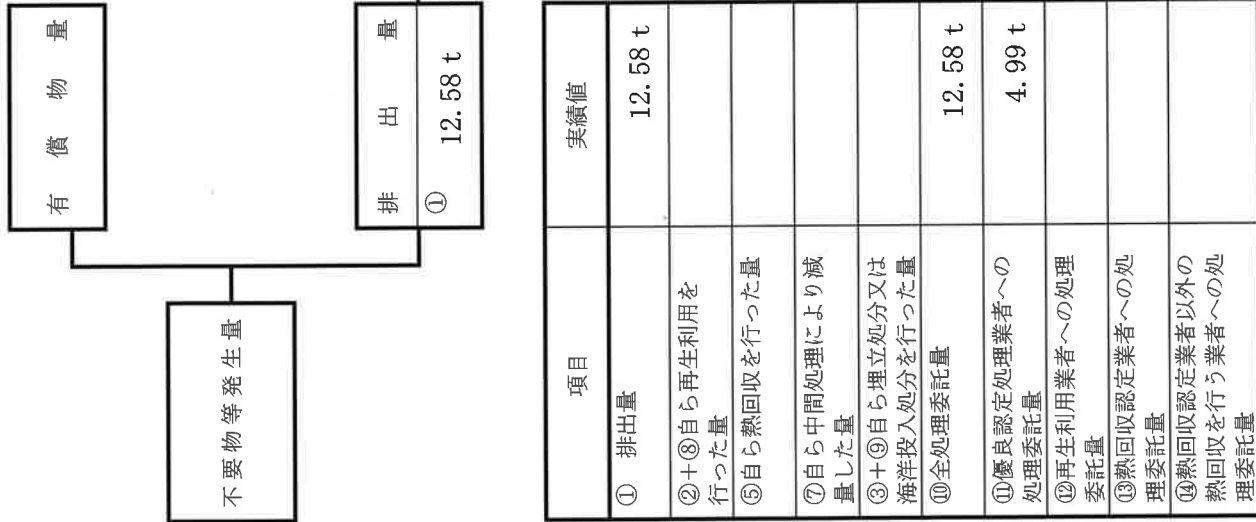 有償物量
不要物等発生量
排出量
① 12.58 t
項目 実績値
① 排出量 12.58 t
②+⑧自ら再生利用を
行った量
⑤自ら熱回収を行った量
⑦自ら中間処理により減
量した量
③+⑨自ら埋立処分又は
海洋投入処分を行った量
⑩全処理委託量 12.58 t
⑪優良認定処理業者への
処理委託量 4.99 t
⑫再生利用業者への処理
委託量
⑬熱回収認定業者への処
理委託量
⑭熱回収認定業者以外の
熱回収を行う業者への処
理委託量